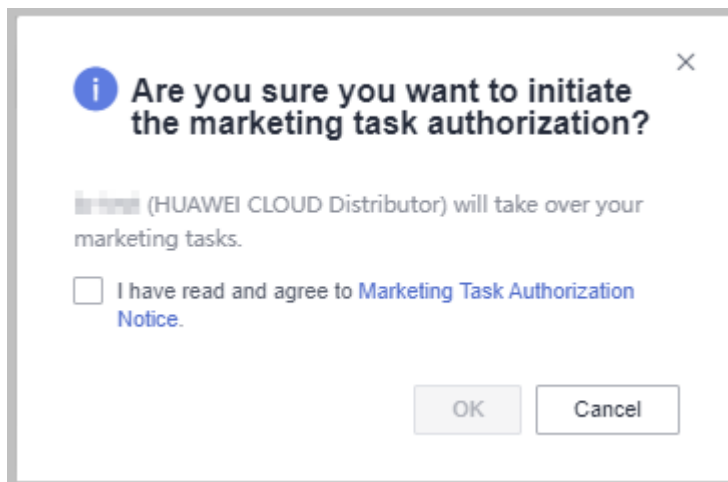 Are you sure you want to initiate
the marketing task authorization?
(HUAWEI CLOUD Distributor) will take over your
marketing tasks.
I have read and agree to Marketing Task Authorization
Notice.
OK Cancel